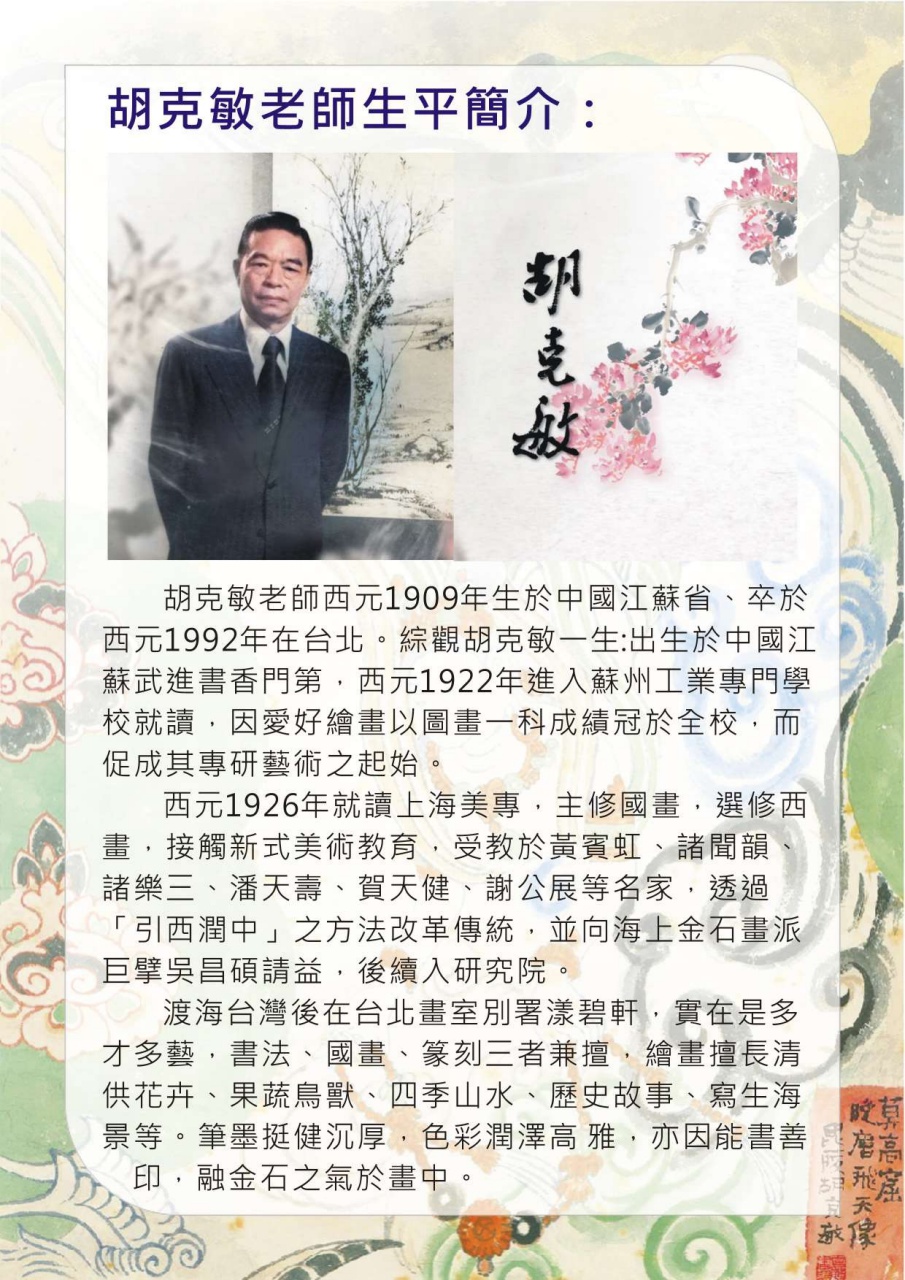 胡克敏老師生平簡介：
胡克敏
胡克敏老師西元1909年生於中國江蘇省、卒於
西元1992年在台北。綜觀胡克敏一生:出生於中國江
蘇武進書香門第，西元1922年進入蘇州工業專門學
校就讀，因愛好繪畫以圖畫一科成績冠於全校，而
促成其專研藝術之起始。
西元1926年就讀上海美專，主修國畫，選修西
畫，接觸新式美術教育，受教於黃賓虹、諸聞韻、
諸樂三、潘天壽、賀天健、謝公展等名家，透過
「引西潤中」之方法改革傳統，並向海上金石畫派
巨擘吳昌碩請益，後續入研究院。
渡海台灣後在台北畫室別署漾碧軒，實在是多
才多藝，書法、國畫、篆刻三者兼擅，繪畫擅長清
供花卉、果蔬鳥獸、四季山水、歷史故事、寫生海
景等。筆墨挺健沉厚，色彩潤澤高雅，亦因能書善
印，融金石之氣於畫中。
莫高窟
晚唐飛天像
胡克敏